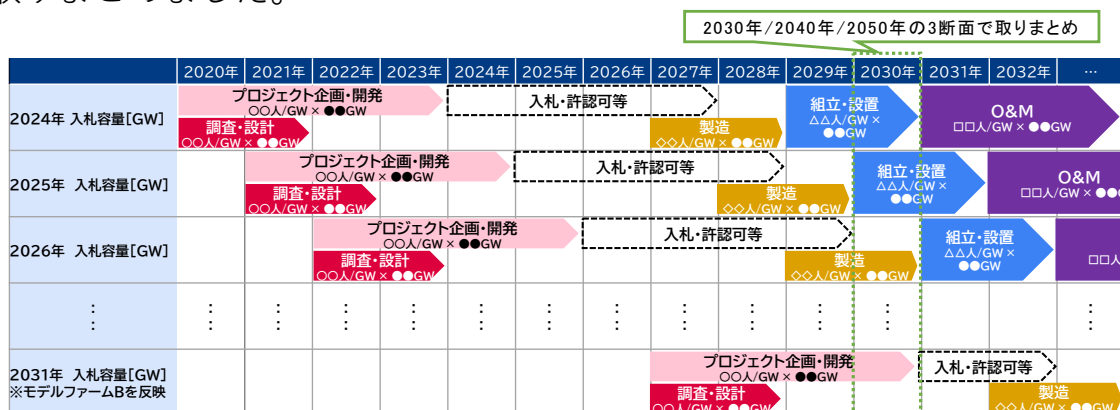 2030年/2040年/2050年の3断面で取りまとめ
2020年 2021年 2022年 2023年 2024年 2025年 2026年 2027年 2028年 2029年 2030年 2031年 2032年 …
2024年 入札容量[GW]
プロジェクト企画・開発
〇〇人/GW × ●●GW
調査・設計
〇〇人/GW × ●●GW
入札・許認可等
製造
◇◇人/GW × ●●GW
組立・設置
△△人/GW ×
●●GW
O&M
□□人/GW × ●●GW
2025年 入札容量[GW]
プロジェクト企画・開発
〇〇人/GW × ●●GW
調査・設計
〇〇人/GW × ●●GW
入札・許認可等
製造
◇◇人/GW × ●●GW
組立・設置
△△人/GW ×
●●GW
O&M
□□人/GW × ●●G
2026年 入札容量[GW]
プロジェクト企画・開発
〇〇人/GW × ●●GW
調査・設計
〇〇人/GW × ●●GW
入札・許認可等
製造
◇◇人/GW × ●●GW
組立・設置
△△人/GW ×
●●GW
□□人
2031年 入札容量[GW]
※モデルファームBを反映
プロジェクト企画・開発
〇〇人/GW × ●●GW
調査・設計
〇〇人/GW × ●●GW
入札・許認可等
製造
◇◇人/GW × ●●GW